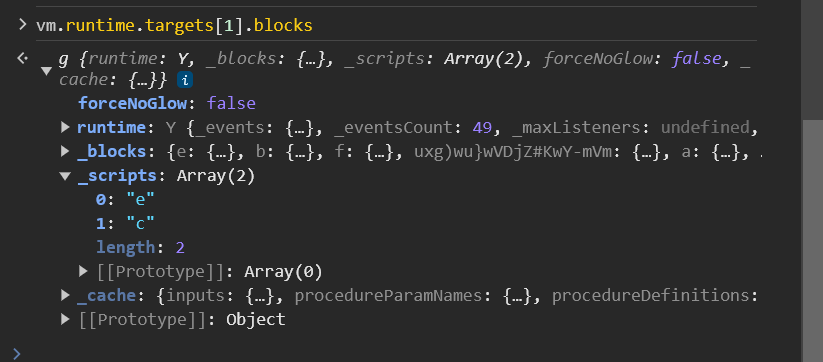 > vm.runtime.targets[1].blocks
g {runtime: Y, _blocks: {…}, _scripts: Array(2), forceNoGlow: false, _
cache: {…}} i
forceNoGlow: false
runtime: Y {_events: {…}, _eventsCount: 49, _maxListeners: undefined,
_blocks: {e: {…}, b: {…}, f: {…}, uxg)wu}wVDjZ#KwY-mVm: {…}, a: {…}, .
_scripts: Array(2)
0: "e"
1: "c"
length: 2
[[Prototype]]: Array(0)
_cache: {inputs: {…}, procedureParamNames: {…}, procedureDefinitions:
[[Prototype]]: Object
>